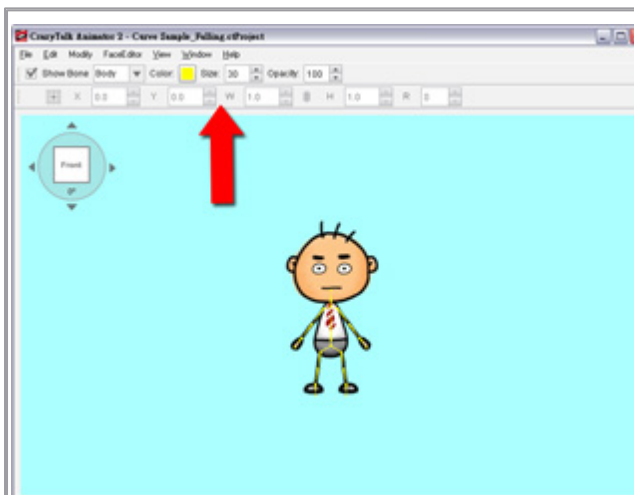 CrazyTalk Animator 2 - Curve Sample_Falling.ctProject
File Edit Modify FaceEditor View Window Help
Show Bone Body Color: Size: 30 Opacity: 100
X 0.0 Y 0.0 W 1.0 H 1.0 R 0
Front
0°